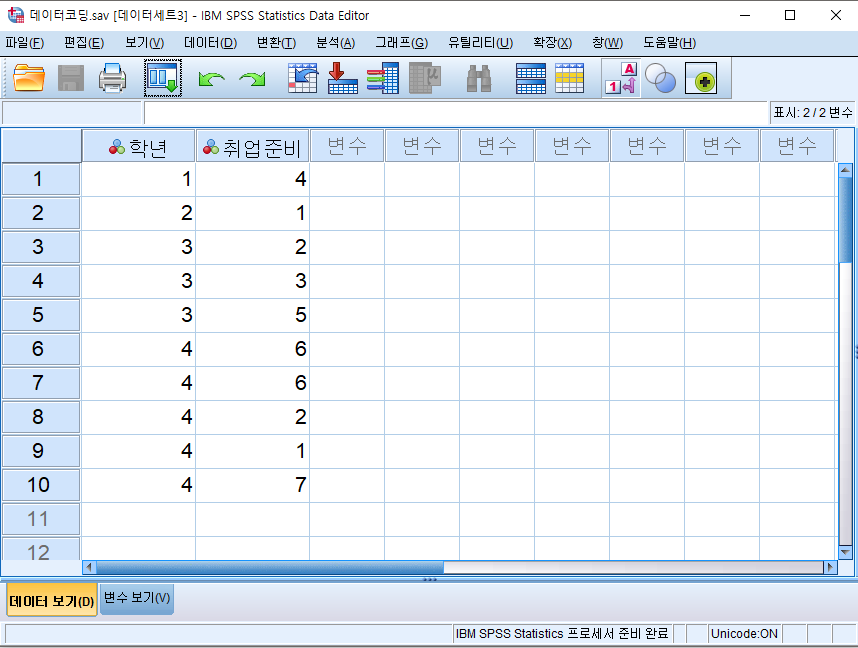 데이터코딩.sav [데이터세트3] - IBM SPSS Statistics Data Editor
파일(F) 편집(E) 보기(V) 데이터(D) 변환(T) 분석(A) 그래프(G) 유틸리티(U) 확장(X) 창(W) 도움말(H)
표시: 2 / 2 변수
학년 취업준비 변수 변수 변수 변수 변수 변수 변수
1 1 4
2 2 1
3 3 2
4 3 3
5 3 5
6 4 6
7 4 6
8 4 2
9 4 1
10 4 7
11
12
데이터 보기(D) 변수 보기(V)
IBM SPSS Statistics 프로세서 준비 완료 Unicode:ON